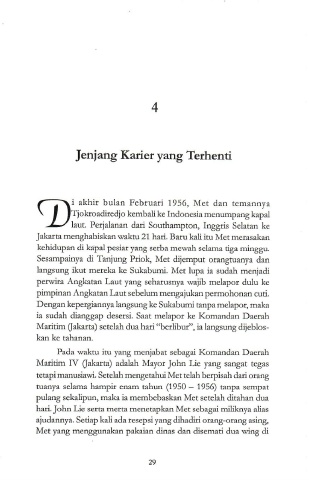 4
Jenjang Karier yang Terhenti
Di akhir bulan Februari 1956, Met dan temannya
Tjokroadiredjo kembali ke Indonesia menumpang kapal
laut. Perjalanan dari Southampton, Inggris Selatan ke
Jakarta menghabiskan waktu 21 hari. Baru kali itu Met merasakan
kehidupan di kapal pesiar yang serba mewah selama tiga minggu.
Sesampainya di Tanjung Priok, Met dijemput orangtuanya dan
langsung ikut mereka ke Sukabumi. Met lupa ia sudah menjadi
perwira Angkatan Laut yang seharusnya wajib melapor dulu ke
pimpinan Angkatan Laut sebelum mengajukan permohonan cuti.
Dengan kepergiannya langsung ke Sukabumi tanpa melapor, maka
ia sudah dianggap desersi. Saat melapor ke Komandan Daerah
Maritim (Jakarta) setelah dua hari "berlibur", ia langsung dijeblos-
kan ke tahanan.
Pada waktu itu yang menjabat sebagai Komandan Daerah
Maritim IV (Jakarta) adalah Mayor John Lie yang sangat tegas
tetapi manusiawi. Setelah mengetahui Met telah berpisah dari orang
tuanya selama hampir enam tahun (1950 – 1956) tanpa sempat
pulang sekalipun, maka ia membebaskan Met setelah ditahan dua
hari. John Lie serta merta menetapkan Met sebagai miliknya alias
ajudannya. Setiap kali ada resepsi yang dihadiri orang-orang asing,
Met yang menggunakan pakaian dinas dan disemati dua wing di
29